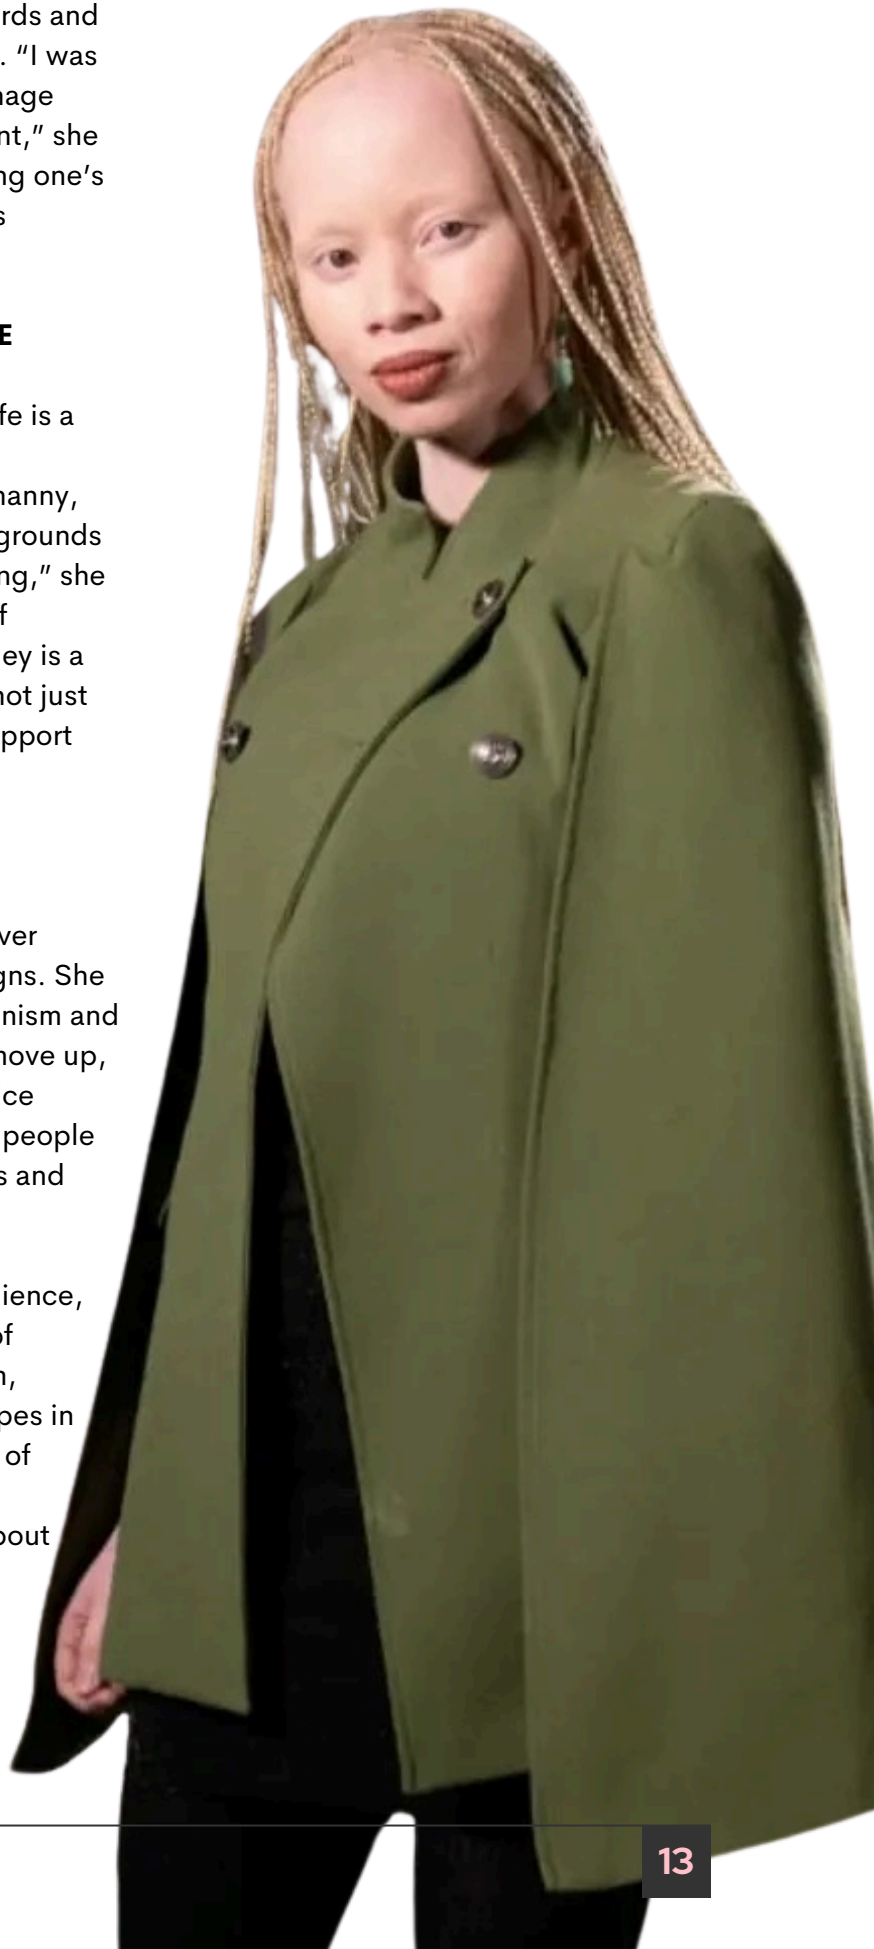 rds and
. “I was
nage
nt,” she
ng one’s
s
E
fe is a
nanny,
grounds
ng,” she
f
ey is a
not just
pport
ver
gns. She
nism and
nove up,
ce
people
s and
ience,
of
n,
pes in
of
bout
13